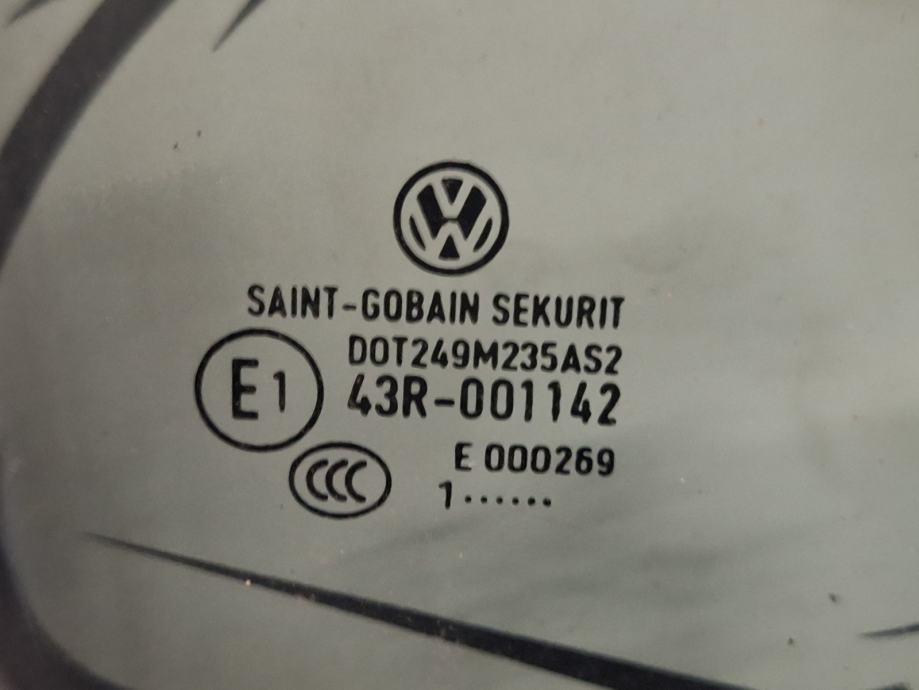 SAINT-GOBAIN SEKURIT
DOT249M235AS2
E1 43R-001142
CCC E 000269
1······